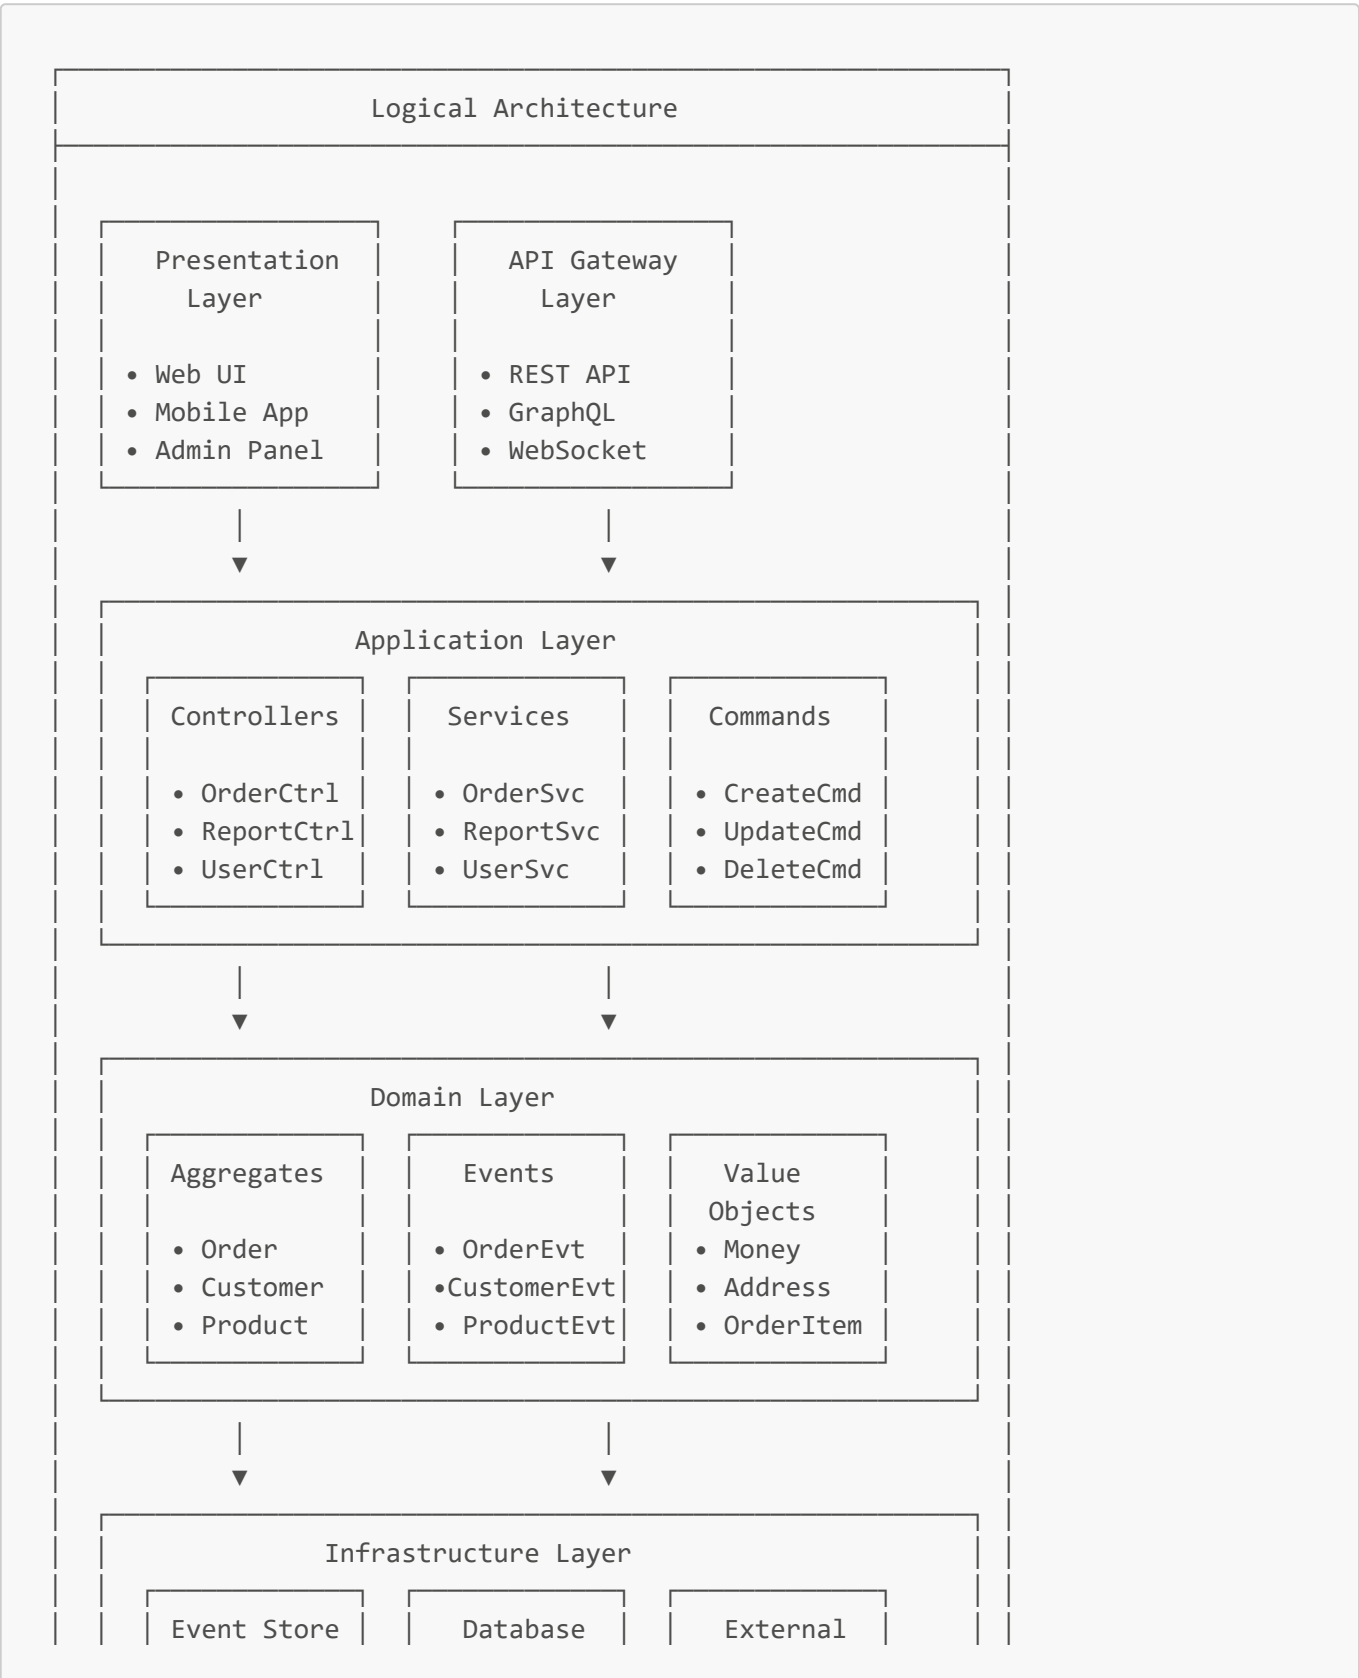 Logical Architecture
Presentation API Gateway
Layer Layer
• Web UI • REST API
• Mobile App • GraphQL
• Admin Panel • WebSocket
▼ ▼
Application Layer
Controllers Services Commands
• OrderCtrl • OrderSvc • CreateCmd
• ReportCtrl • ReportSvc • UpdateCmd
• UserCtrl • UserSvc • DeleteCmd
▼ ▼
Domain Layer
Aggregates Events Value
Objects
• Order • OrderEvt • Money
• Customer •CustomerEvt • Address
• Product • ProductEvt • OrderItem
▼ ▼
Infrastructure Layer
Event Store Database External